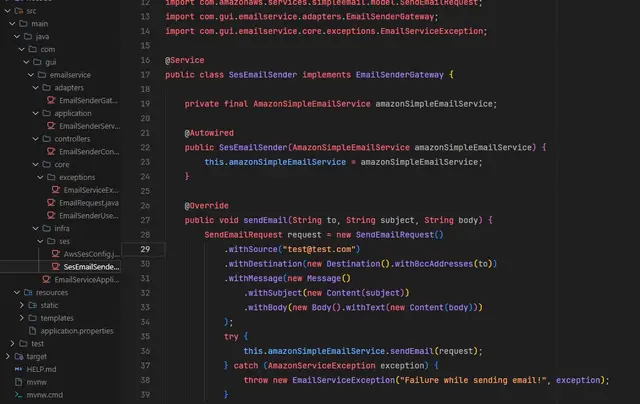 src
main
java
com
gui
emailservice
adapters
EmailSenderGat...
application
EmailSenderServ...
controllers
EmailSenderCon...
core
exceptions
EmailServiceEx...
EmailRequest.java
EmailSenderUse...
infra
ses
AwsSesConfig.j...
SesEmailSende...
EmailServiceAppl...
resources
static
templates
application.properties
test
target
HELP.md
mvnw
mvnw.cmd
12 import com.amazonaws.services.simpleemail.model.SendEmailRequest;
13 import com.gui.emailservice.adapters.EmailSenderGateway;
14 import com.gui.emailservice.core.exceptions.EmailServiceException;
15
16 @Service
17 public class SesEmailSender implements EmailSenderGateway {
18
19 private final AmazonSimpleEmailService amazonSimpleEmailService;
20
21 @Autowired
22 public SesEmailSender(AmazonSimpleEmailService amazonSimpleEmailService) {
23 this.amazonSimpleEmailService = amazonSimpleEmailService;
24 }
25
26 @Override
27 public void sendEmail(String to, String subject, String body) {
28 SendEmailRequest request = new SendEmailRequest()
29 .withSource("test@test.com")
30 .withDestination(new Destination().withBccAddresses(to))
31 .withMessage(new Message()
32 .withSubject(new Content(subject))
33 .withBody(new Body().withText(new Content(body)))
34 );
35 try {
36 this.amazonSimpleEmailService.sendEmail(request);
37 } catch (AmazonServiceException exception) {
38 throw new EmailServiceException("Failure while sending email!", exception);
39 }